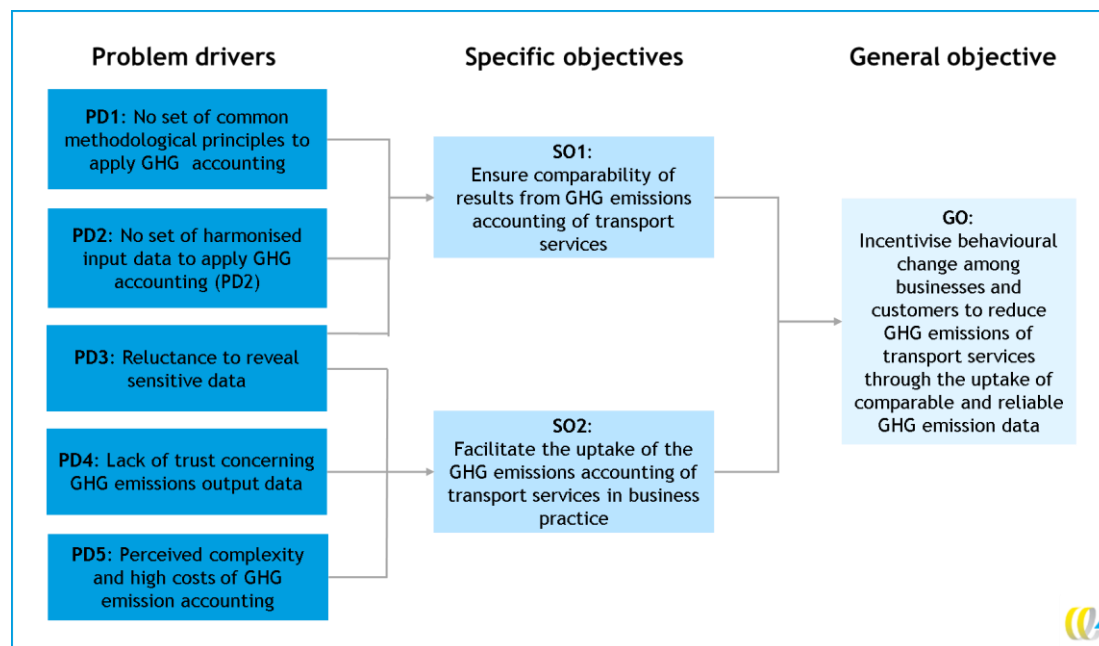 Problem drivers
Specific objectives
General objective
PD1: No set of common
methodological principles to
apply GHG accounting
PD2: No set of harmonised
input data to apply GHG
accounting (PD2)
PD3: Reluctance to reveal
sensitive data
PD4: Lack of trust concerning
GHG emissions output data
PD5: Perceived complexity
and high costs of GHG
emission accounting
SO1:
Ensure comparability of
results from GHG emissions
accounting of transport
services
SO2:
Facilitate the uptake of the
GHG emissions accounting of
transport services in business
practice
GO:
Incentivise behavioural
change among
businesses and
customers to reduce
GHG emissions of
transport services
through the uptake of
comparable and reliable
GHG emission data